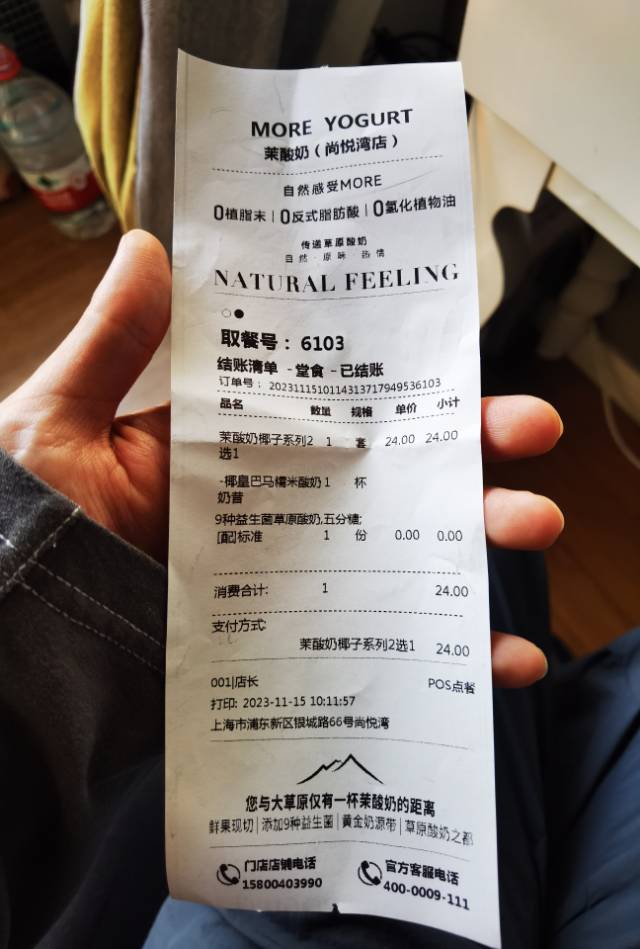 MORE YOGURT
茉酸奶（尚悦湾店）
自然感受MORE
0植脂末｜0反式脂肪酸｜0氢化植物油
传递草原酸奶
自然·原味·热情
NATURAL FEELING
取餐号：6103
结账清单 -堂食 -已结账
订单号：2023111510114313717949536103
品名 数量 规格 单价 小计
茉酸奶椰子系列2 1 套 24.00 24.00
选1
-椰皇巴马糯米酸奶 1 杯
奶昔
9种益生菌草原酸奶,五分糖;
[配]标准 1 份 0.00 0.00
消费合计: 1 24.00
支付方式:
茉酸奶椰子系列2选1 24.00
001|店长 POS点餐
打印: 2023-11-15 10:11:57
上海市浦东新区银城路66号尚悦湾
您与大草原仅有一杯茉酸奶的距离
鲜果现切｜添加9种益生菌｜黄金奶源带｜草原酸奶之都
门店店铺电话 官方客服电话
15800403990 400-0009-111